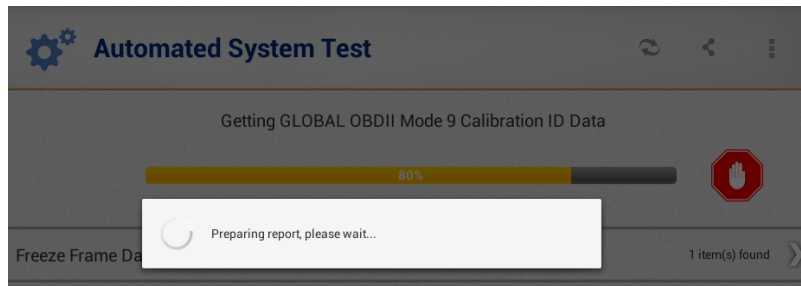 Automated System Test
Getting GLOBAL OBDII Mode 9 Calibration ID Data
80%
Preparing report, please wait...
Freeze Frame Da
1 item(s) found